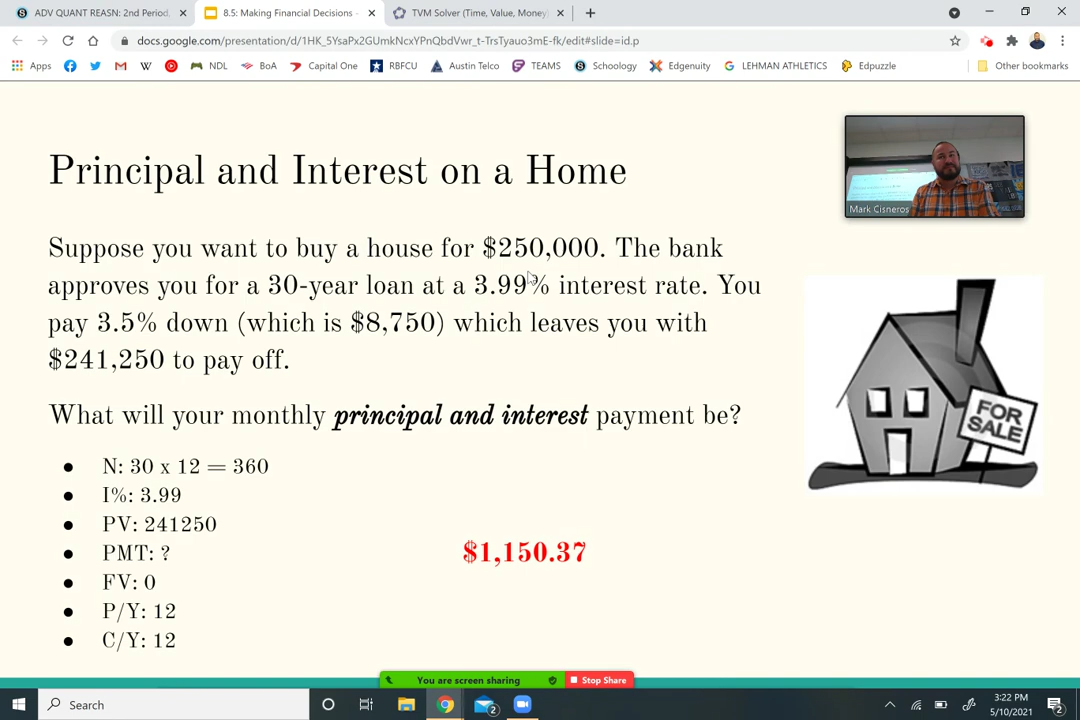 ADV QUANT REASN: 2nd Period,
8.5: Making Financial Decisions -
TVM Solver (Time, Value, Money)
docs.google.com/presentation/d/1HK_5YsaPx2GUmkNcxYPnQbdVwr_t-TrsTyauo3mE-fk/edit#slide=id.p
Apps
NDL
BoA
Capital One
RBFCU
Austin Telco
TEAMS
Schoology
Edgenuity
LEHMAN ATHLETICS
Edpuzzle
Other bookmarks
Principal and Interest on a Home
Mark Cisneros
Suppose you want to buy a house for $250,000. The bank
approves you for a 30-year loan at a 3.99% interest rate. You
pay 3.5% down (which is $8,750) which leaves you with
$241,250 to pay off.
What will your monthly principal and interest payment be?
FOR
SALE
● N: 30 x 12 = 360
● I%: 3.99
● PV: 241250
● PMT: ?
● FV: 0
● P/Y: 12
● C/Y: 12
$1,150.37
You are screen sharing
Stop Share
Search
2
3:22 PM
5/10/2021
2